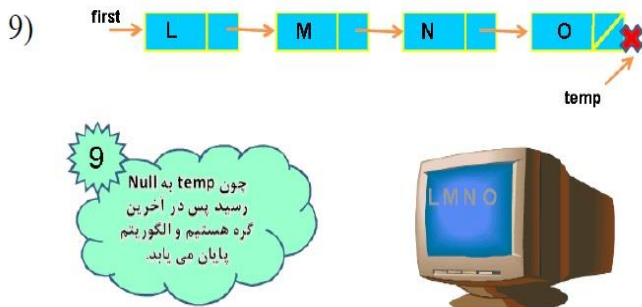 9)
first
L M N O
temp
9
چون temp به Null
رسید پس در اخرین
گره هستیم و الگوریتم
پایان می یابد.
LMNO